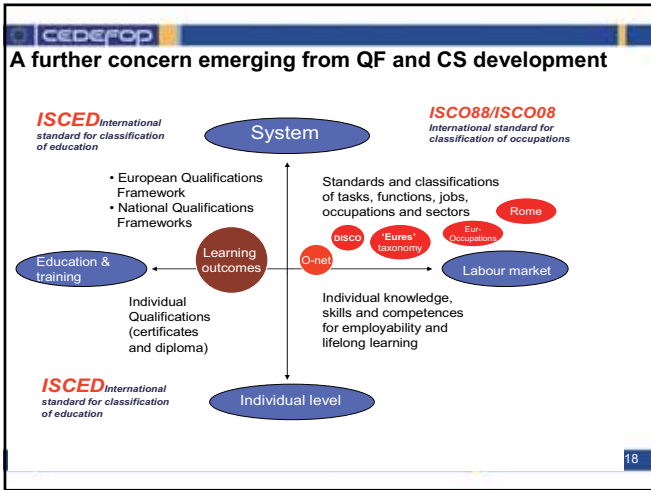 CEDEFOP
A further concern emerging from QF and CS development
ISCED International
standard for classification
of education
System
ISCO88/ISCO08
International standard for
classification of occupations
• European Qualifications
Framework
• National Qualifications
Frameworks
Standards and classifications
of tasks, functions, jobs,
occupations and sectors
Rome
Eur-
Occupations
'Eures'
taxonomy
DISCO
O-net
Learning
outcomes
Education &
training
Labour market
Individual
Qualifications
(certificates
and diploma)
Individual knowledge,
skills and competences
for employability and
lifelong learning
ISCED International
standard for classification
of education
Individual level
18